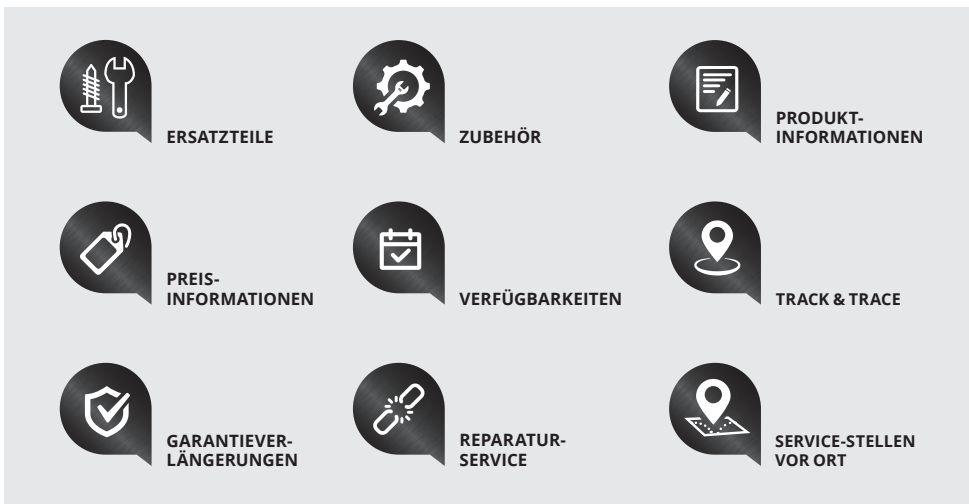 ERSATZTEILE
ZUBEHÖR
PRODUKT-
INFORMATIONEN
PREIS-
INFORMATIONEN
VERFÜGBARKEITEN
TRACK & TRACE
GARANTIEVER-
LÄNGERUNGEN
REPARATUR-
SERVICE
SERVICE-STELLEN
VOR ORT